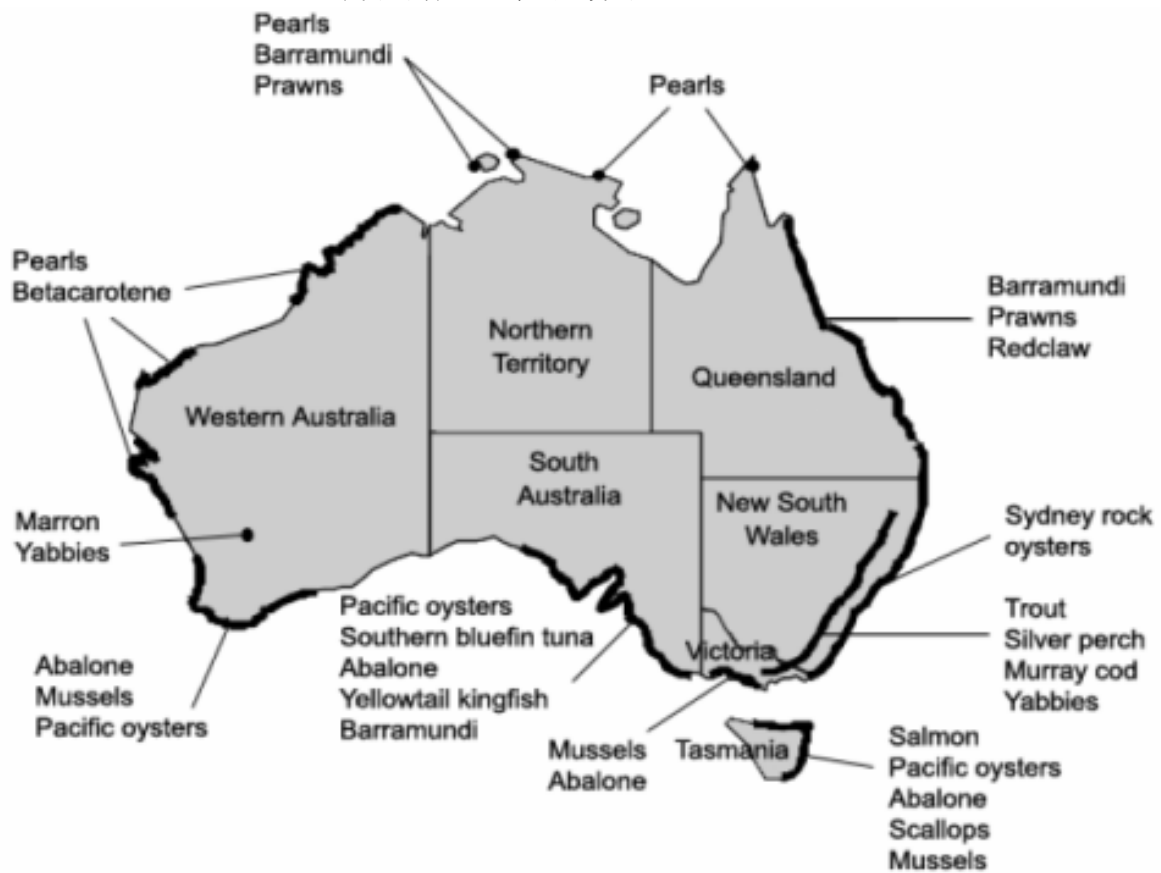 Pearls
Barramundi
Prawns
Pearls
Pearls
Betacarotene
Barramundi
Prawns
Redclaw
Northern
Territory
Queensland
Western Australia
South
Australia
New South
Wales
Marron
Yabbies
Sydney rock
oysters
Pacific oysters
Southern bluefin tuna
Abalone
Yellowtail kingfish
Barramundi
Trout
Silver perch
Murray cod
Yabbies
Victoria
Abalone
Mussels
Pacific oysters
Mussels
Abalone
Tasmania
Salmon
Pacific oysters
Abalone
Scallops
Mussels